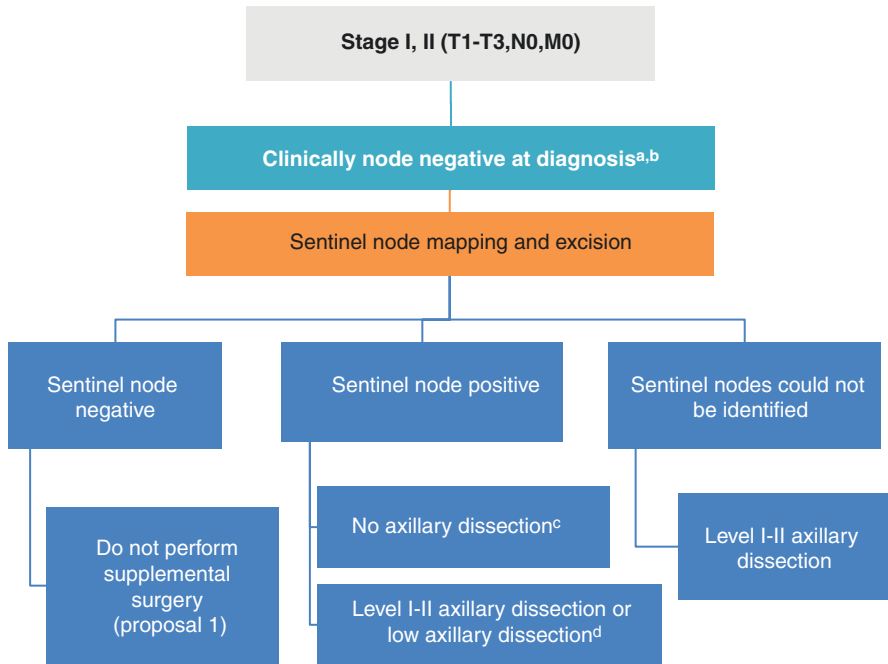 Stage I, II (T1-T3,N0,M0)
Clinically node negative at diagnosisᵃ,ᵇ
Sentinel node mapping and excision
Sentinel node
negative
Sentinel node positive
Sentinel nodes could not
be identified
Do not perform
supplemental
surgery
(proposal 1)
No axillary dissectionᶜ
Level I-II axillary dissection or
low axillary dissectionᵈ
Level I-II axillary
dissection